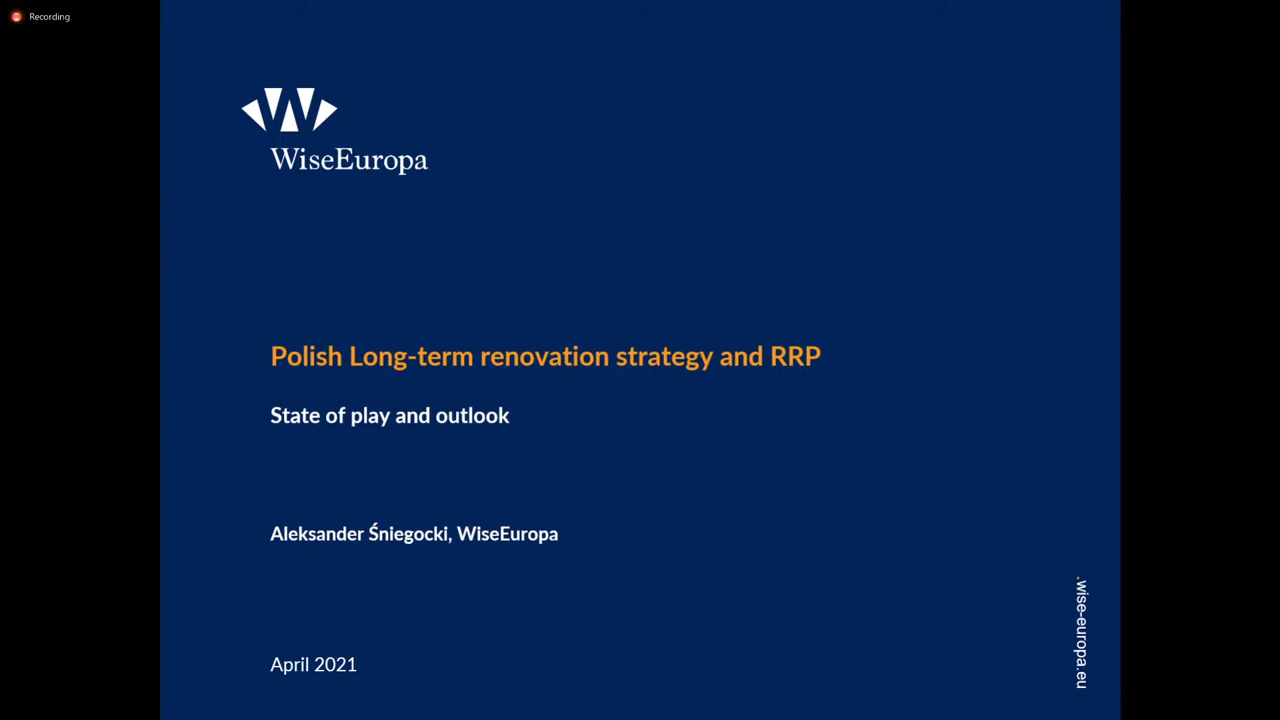 Recording
WiseEuropa
Polish Long-term renovation strategy and RRP
State of play and outlook
Aleksander Śniegocki, WiseEuropa
April 2021
.wise-europa.eu